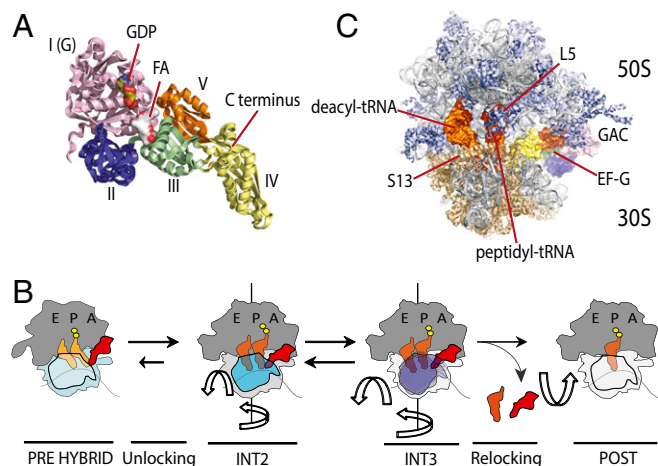 A
I (G)
GDP
FA
V
C terminus
II
III
IV
C
L5
50S
deacyl-tRNA
GAC
S13
EF-G
30S
peptidyl-tRNA
B
E P A
E P A
E P A
E P A
PRE HYBRID
Unlocking
INT2
INT3
Relocking
POST